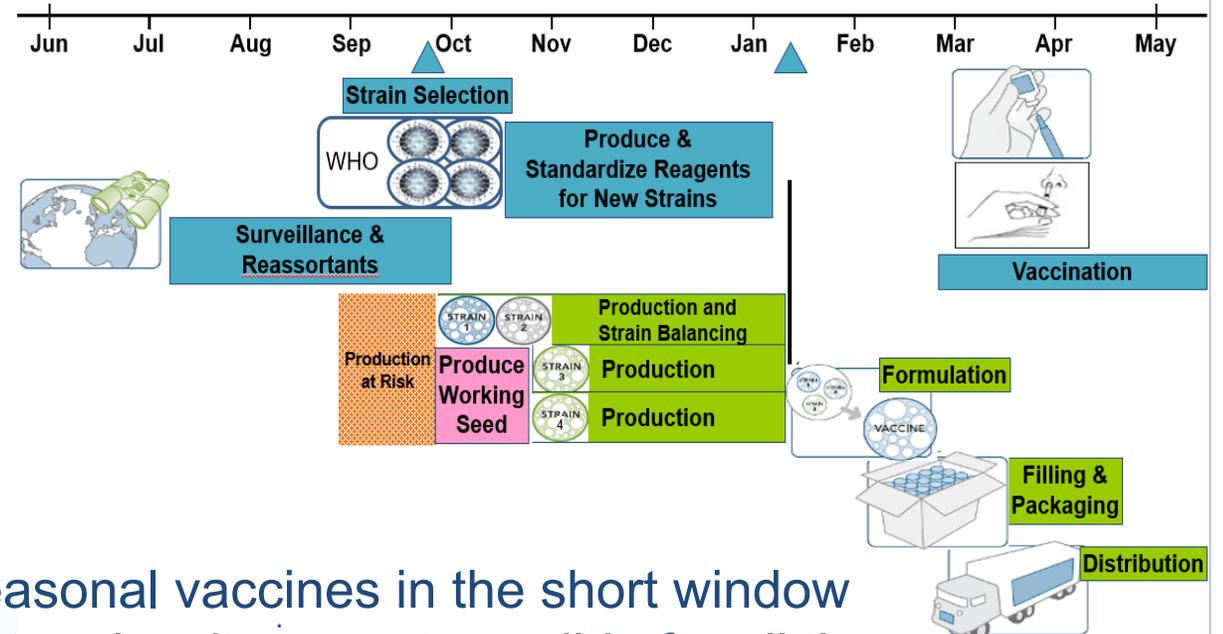 Jun Jul Aug Sep Oct Nov Dec Jan Feb Mar Apr May
Strain Selection
WHO
Produce &
Standardize Reagents
for New Strains
Surveillance &
Reassortants
Vaccination
Production
at Risk
STRAIN
1
STRAIN
2
Production and
Strain Balancing
Produce
Working
Seed
STRAIN
3
Production
STRAIN
4
Production
Formulation
VACCINE
Filling &
Packaging
Distribution
easonal vaccines in the short window